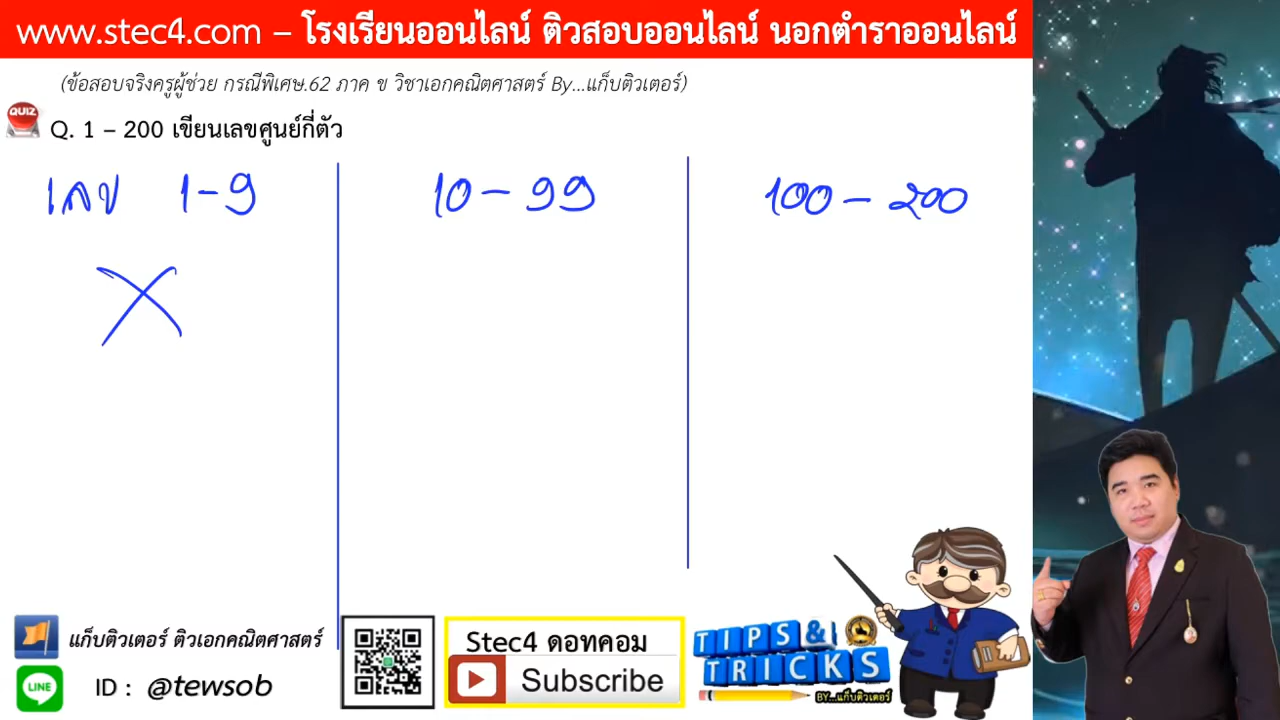 www.stec4.com – โรงเรียนออนไลน์ ติวสอบออนไลน์ นอกตำราออนไลน์
(ข้อสอบจริงครูผู้ช่วย กรณีพิเศษ.62 ภาค ข วิชาเอกคณิตศาสตร์ By...แก็บติวเตอร์)
QUIZ
Q. 1 – 200 เขียนเลขศูนย์กี่ตัว
เลข 1-9
10 - 99
100 - 200
แก็บติวเตอร์ ติวเอกคณิตศาสตร์
LINE
ID : @tewsob
Stec4 ดอทคอม
Subscribe
TIPS &
TRICKS
BY...แก็บติวเตอร์